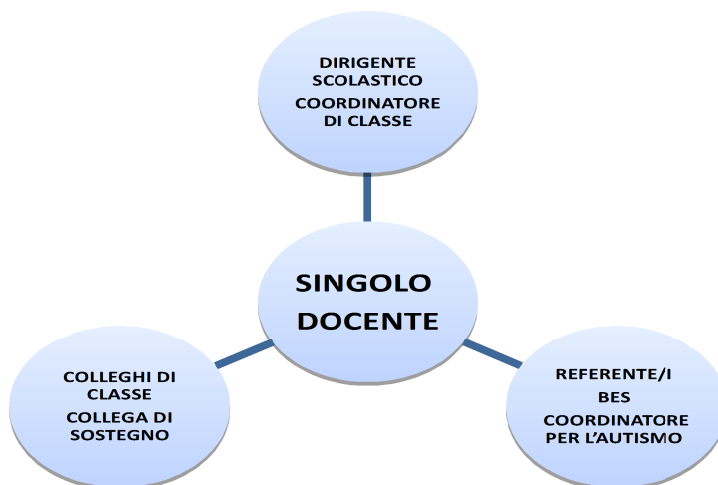 DIRIGENTE
SCOLASTICO
COORDINATORE
DI CLASSE
SINGOLO
DOCENTE
COLLEGHI DI
CLASSE
COLLEGA DI
SOSTEGNO
REFERENTE/I
BES
COORDINATORE
PER L'AUTISMO